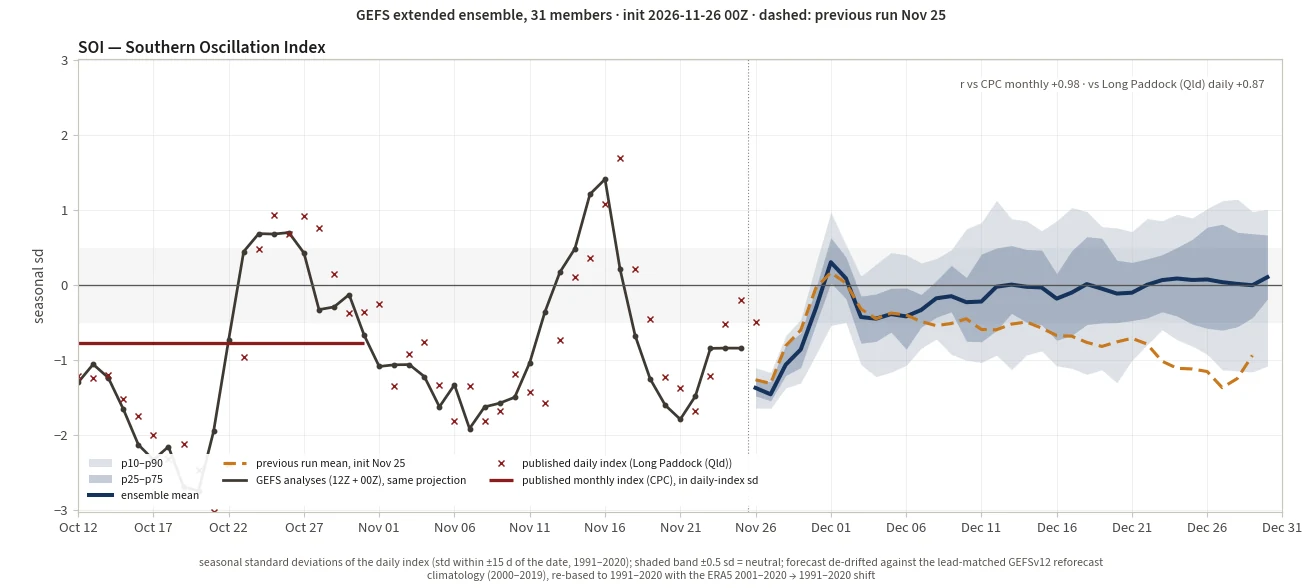 GEFS extended ensemble, 31 members · init 2026-11-26 00Z · dashed: previous run Nov 25
SOI — Southern Oscillation Index
r vs CPC monthly +0.98 · vs Long Paddock (Qld) daily +0.87
seasonal sd
3
2
1
0
−1
−2
−3
p10–p90
p25–p75
ensemble mean
previous run mean, init Nov 25
GEFS analyses (12Z + 00Z), same projection
published daily index (Long Paddock (Qld))
published monthly index (CPC), in daily-index sd
Oct 12 Oct 17 Oct 22 Oct 27 Nov 01 Nov 06 Nov 11 Nov 16 Nov 21 Nov 26 Dec 01 Dec 06 Dec 11 Dec 16 Dec 21 Dec 26 Dec 31
seasonal standard deviations of the daily index (std within ±15 d of the date, 1991–2020); shaded band ±0.5 sd = neutral; forecast de-drifted against the lead-matched GEFSv12 reforecast
climatology (2000–2019), re-based to 1991–2020 with the ERA5 2001–2020 → 1991–2020 shift